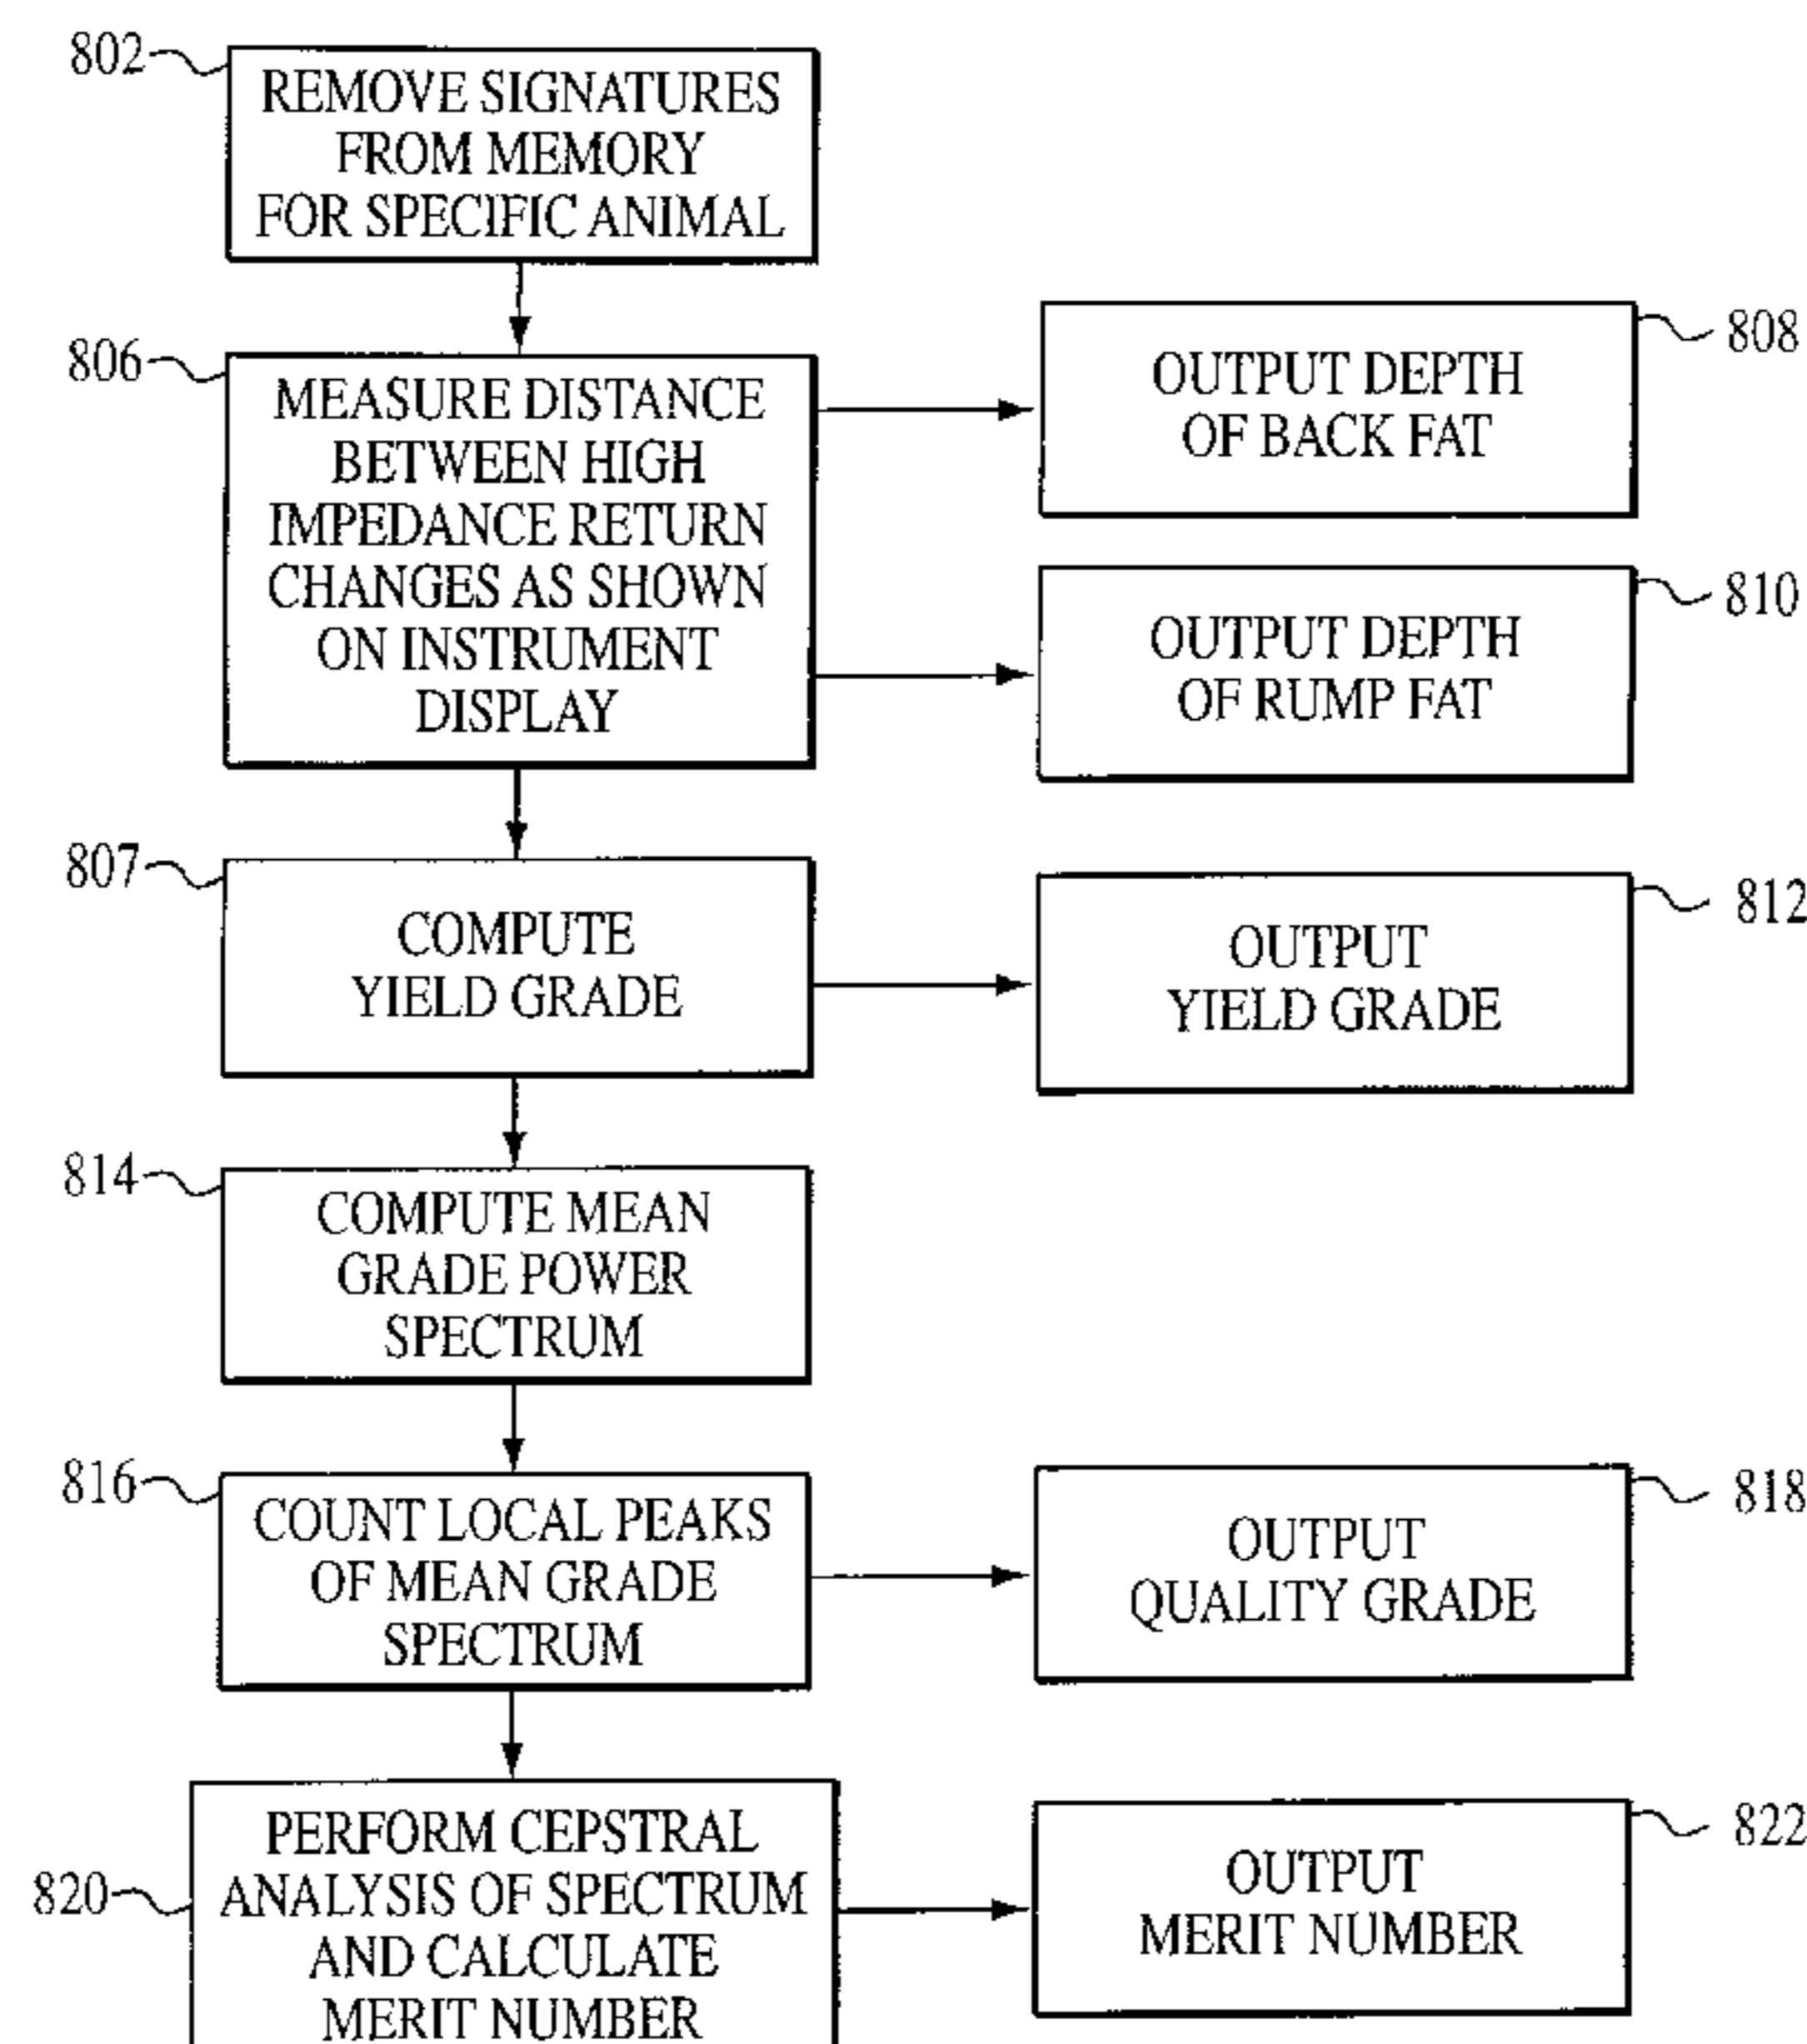 802
REMOVE SIGNATURES
FROM MEMORY
FOR SPECIFIC ANIMAL
806
MEASURE DISTANCE
BETWEEN HIGH
IMPEDANCE RETURN
CHANGES AS SHOWN
ON INSTRUMENT
DISPLAY
808
OUTPUT DEPTH
OF BACK FAT
810
OUTPUT DEPTH
OF RUMP FAT
807
COMPUTE
YIELD GRADE
812
OUTPUT
YIELD GRADE
814
COMPUTE MEAN
GRADE POWER
SPECTRUM
816
COUNT LOCAL PEAKS
OF MEAN GRADE
SPECTRUM
818
OUTPUT
QUALITY GRADE
820
PERFORM CEPSTRAL
ANALYSIS OF SPECTRUM
AND CALCULATE
MERIT NUMBER
822
OUTPUT
MERIT NUMBER